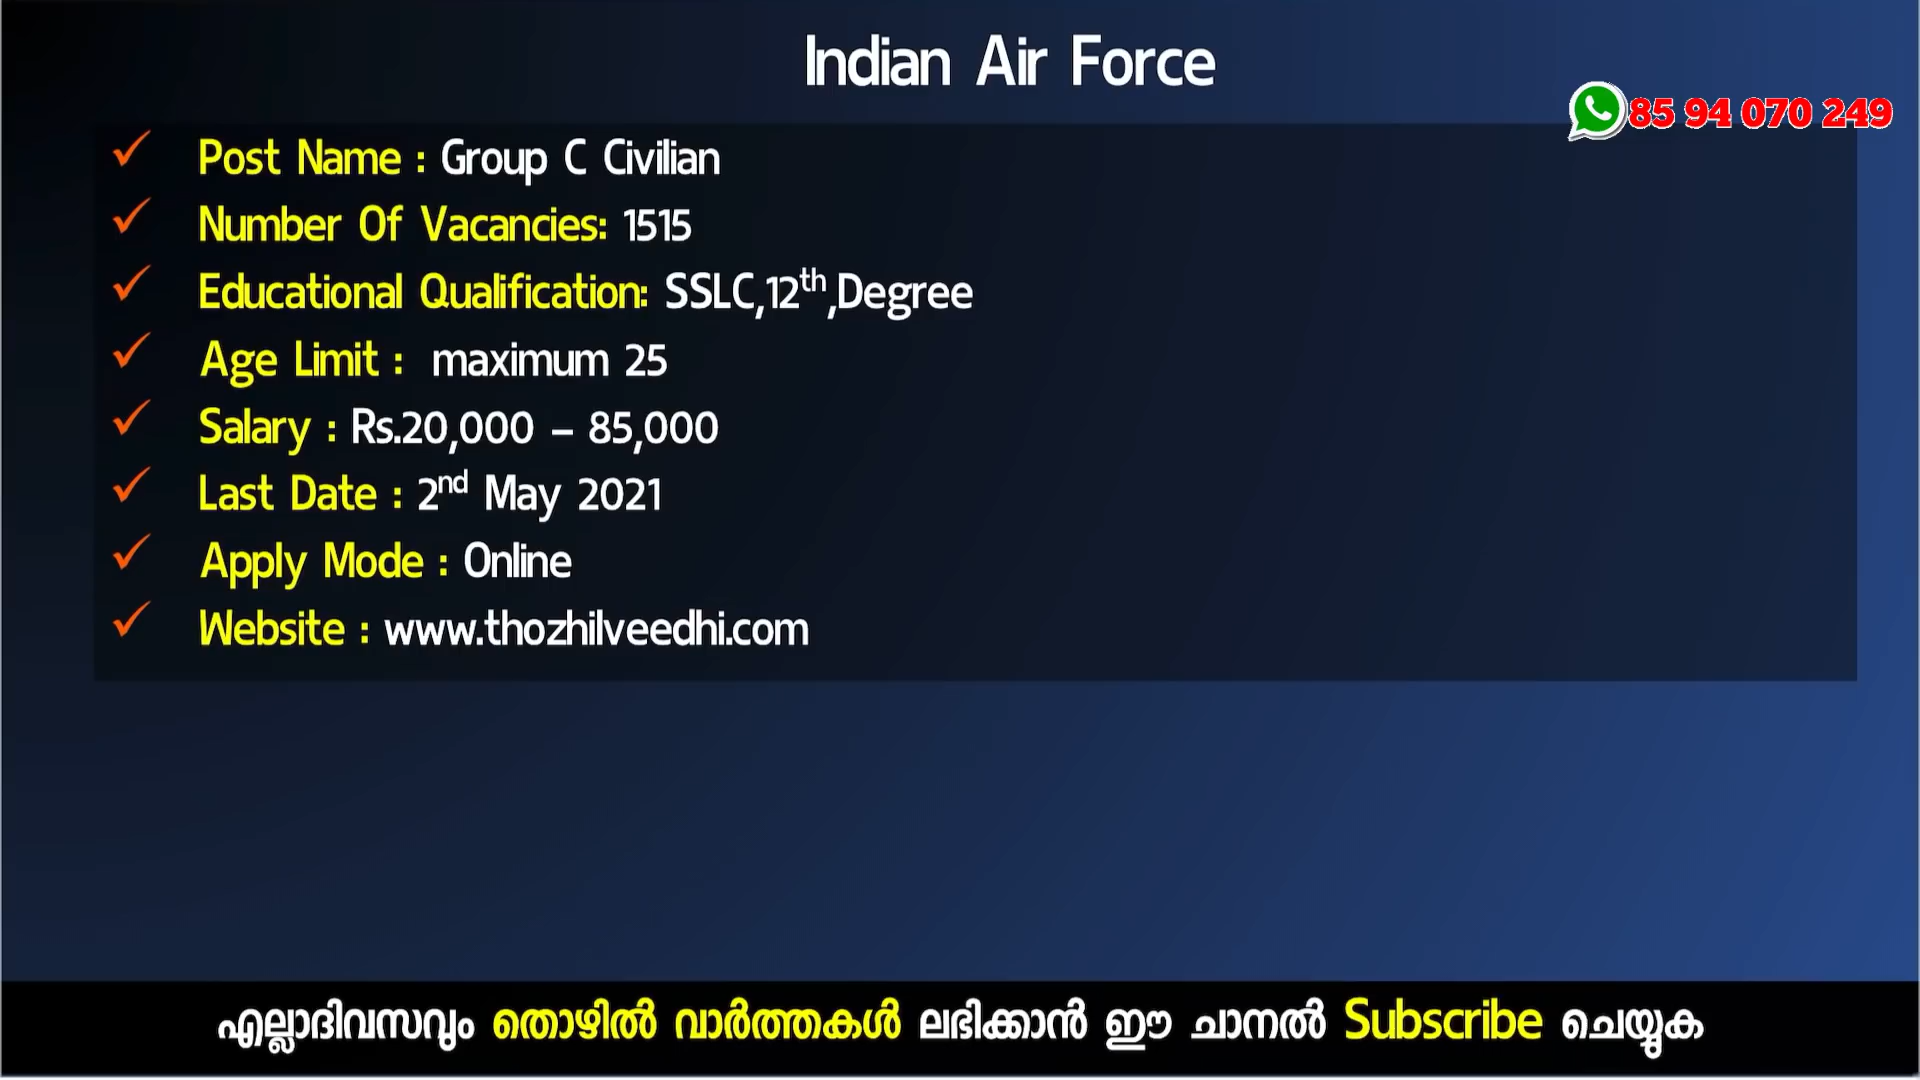 Indian Air Force
85 94 070 249
Post Name : Group C Civilian
Number Of Vacancies: 1515
Educational Qualification: SSLC,12th,Degree
Age Limit : maximum 25
Salary : Rs.20,000 – 85,000
Last Date : 2nd May 2021
Apply Mode : Online
Website : www.thozhilveedhi.com
എല്ലാദിവസവും തൊഴിൽ വാർത്തകൾ ലഭിക്കാൻ ഈ ചാനൽ Subscribe ചെയ്യുക